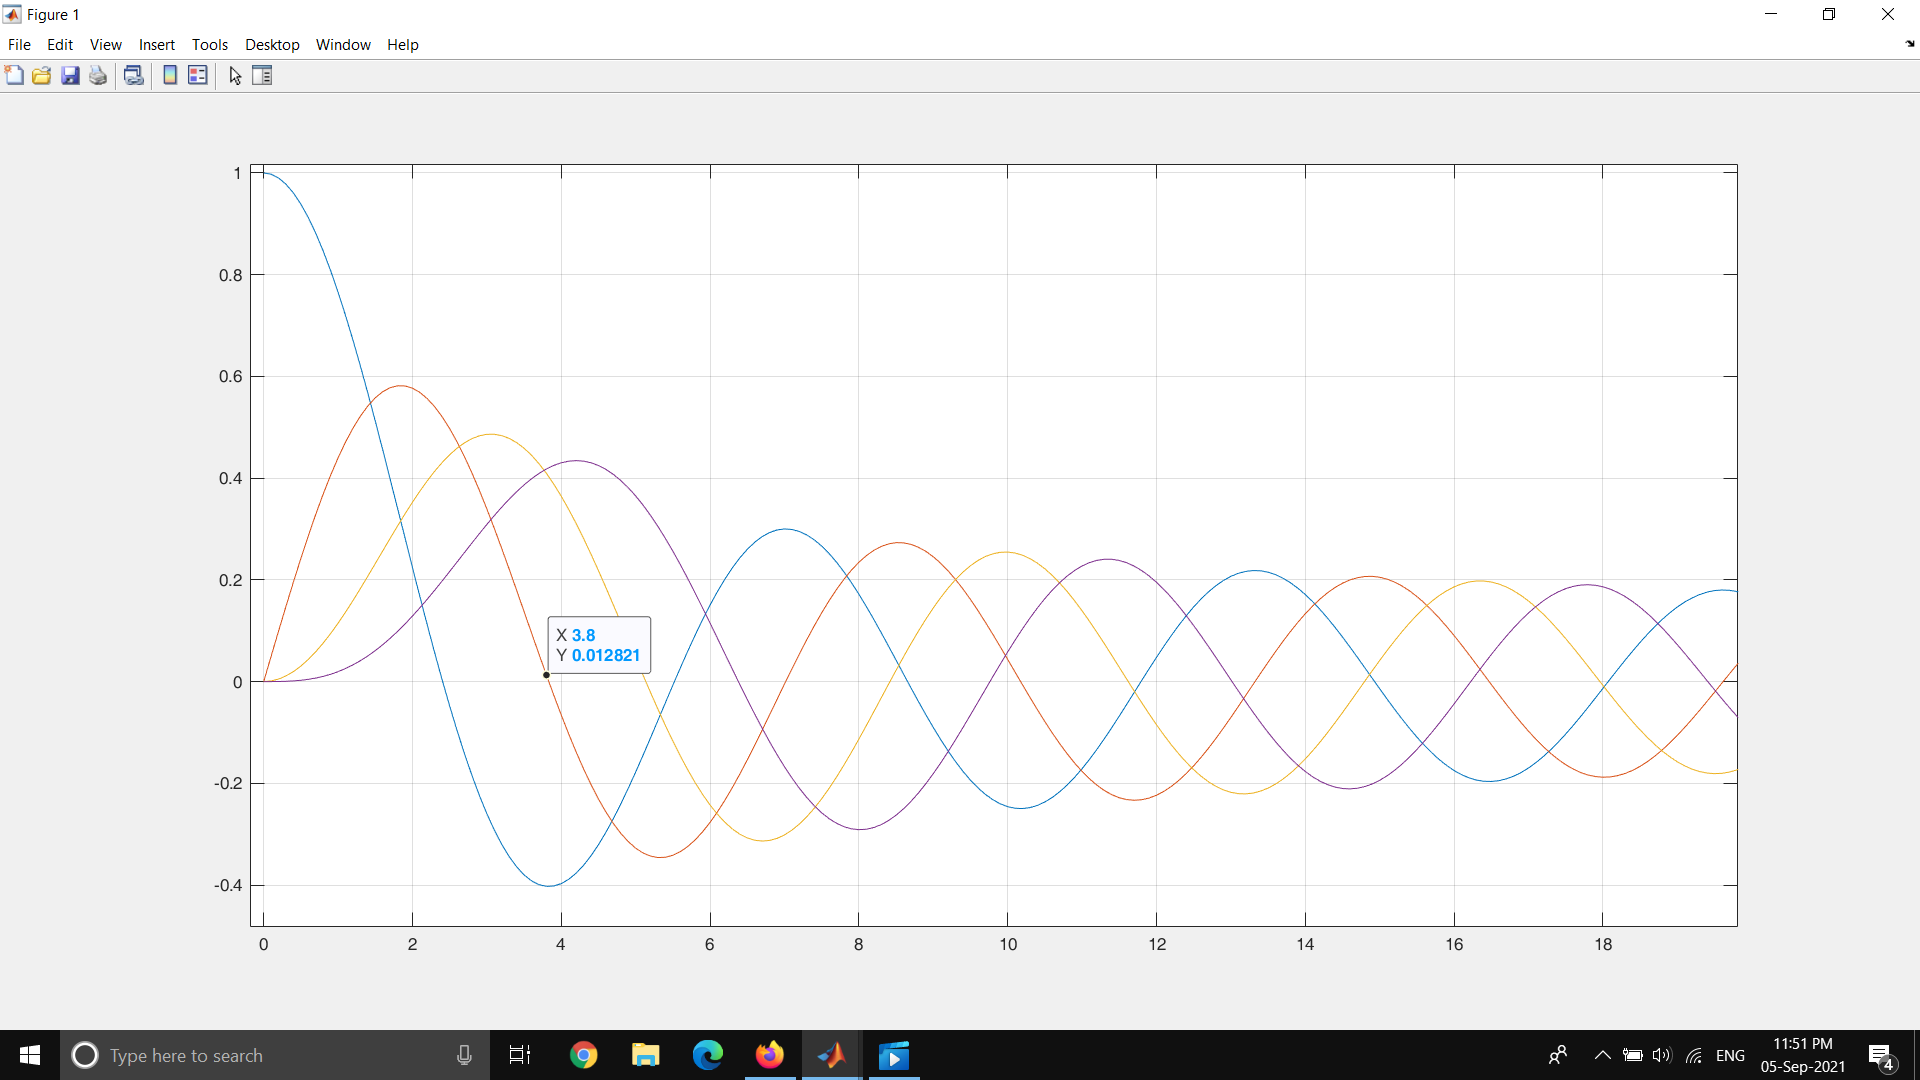 Figure 1
File Edit View Insert Tools Desktop Window Help
1
0.8
0.6
0.4
0.2
0
-0.2
-0.4
X 3.8
Y 0.012821
0 2 4 6 8 10 12 14 16 18
Type here to search
ENG
11:51 PM
05-Sep-2021
4